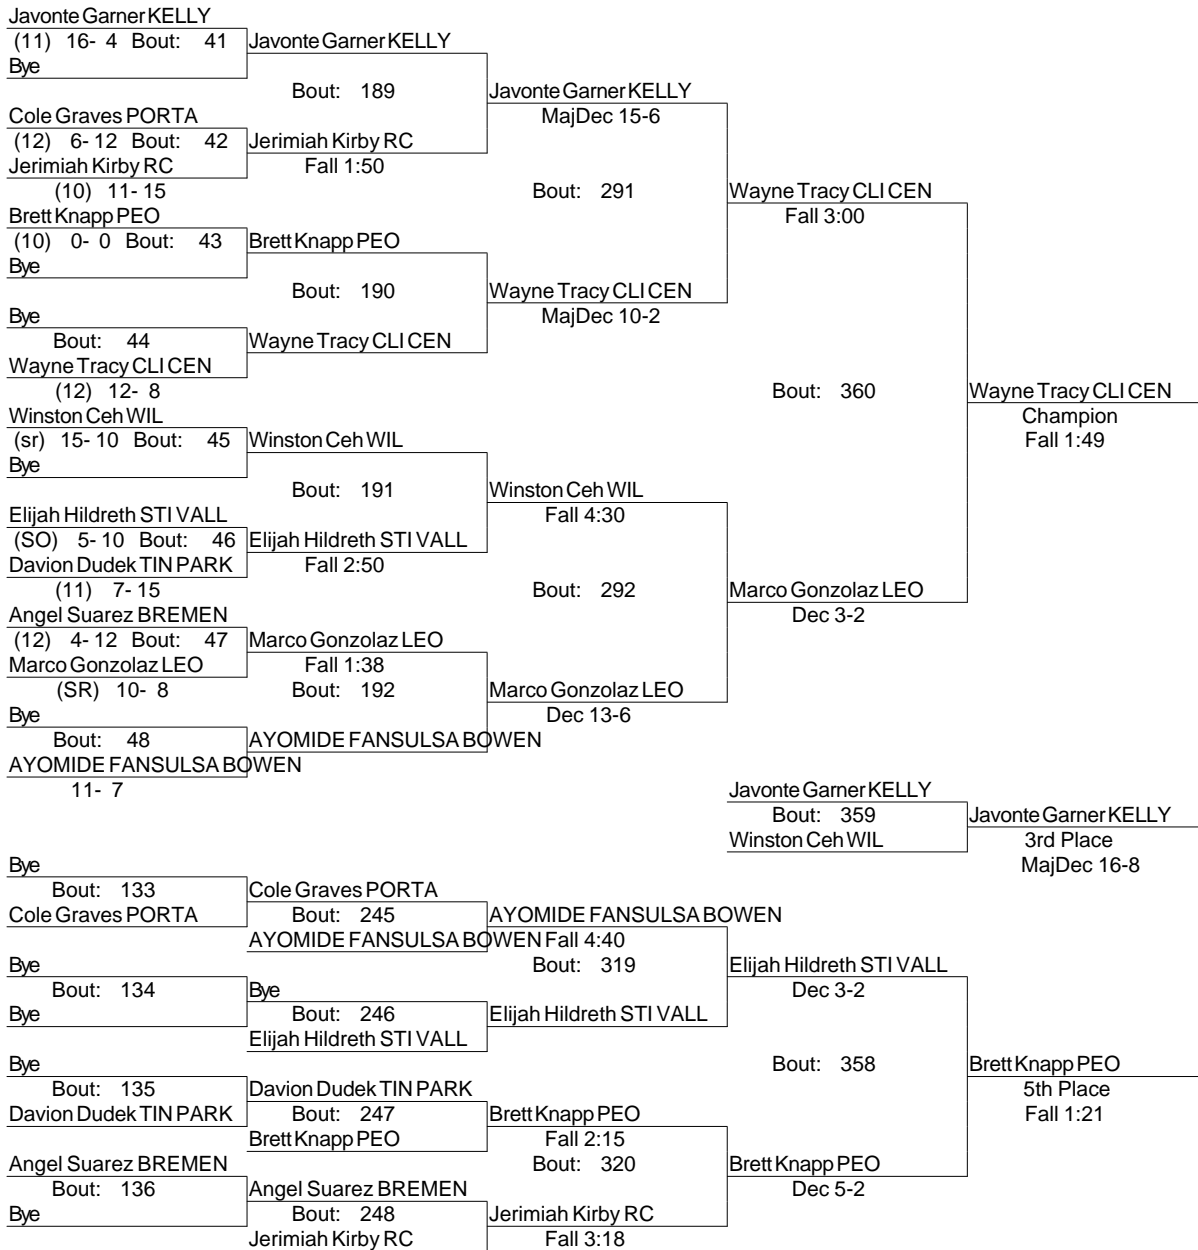 Javonte Garner KELLY
(11) 16- 4 Bout: 41 Javonte Garner KELLY
Bye
Bout: 189 Javonte Garner KELLY
Cole Graves PORTA MajDec 15-6
(12) 6- 12 Bout: 42 Jerimiah Kirby RC
Jerimiah Kirby RC Fall 1:50
(10) 11- 15 Bout: 291 Wayne Tracy CLI CEN
Brett Knapp PEO Fall 3:00
(10) 0- 0 Bout: 43 Brett Knapp PEO
Bye
Bout: 190 Wayne Tracy CLI CEN
Bye MajDec 10-2
Bout: 44 Wayne Tracy CLI CEN
Wayne Tracy CLI CEN
(12) 12- 8 Bout: 360 Wayne Tracy CLI CEN
Winston Ceh WIL Champion
(sr) 15- 10 Bout: 45 Winston Ceh WIL Fall 1:49
Bye
Bout: 191 Winston Ceh WIL
Elijah Hildreth STI VALL Fall 4:30
(SO) 5- 10 Bout: 46 Elijah Hildreth STI VALL
Davion Dudek TIN PARK Fall 2:50
(11) 7- 15 Bout: 292 Marco Gonzolaz LEO
Angel Suarez BREMEN Dec 3-2
(12) 4- 12 Bout: 47 Marco Gonzolaz LEO
Marco Gonzolaz LEO Fall 1:38
(SR) 10- 8 Bout: 192 Marco Gonzolaz LEO
Bye Dec 13-6
Bout: 48 AYOMIDE FANSULSA BOWEN
AYOMIDE FANSULSA BOWEN
11- 7 Javonte Garner KELLY
Bout: 359 Javonte Garner KELLY
Winston Ceh WIL 3rd Place
Bye MajDec 16-8
Bout: 133 Cole Graves PORTA
Cole Graves PORTA Bout: 245 AYOMIDE FANSULSA BOWEN
AYOMIDE FANSULSA BOWEN Fall 4:40
Bye Bout: 319 Elijah Hildreth STI VALL
Bout: 134 Bye Dec 3-2
Bye Bout: 246 Elijah Hildreth STI VALL
Elijah Hildreth STI VALL
Bye Bout: 358 Brett Knapp PEO
Bout: 135 Davion Dudek TIN PARK 5th Place
Davion Dudek TIN PARK Bout: 247 Brett Knapp PEO Fall 1:21
Brett Knapp PEO Fall 2:15
Angel Suarez BREMEN Bout: 320 Brett Knapp PEO
Bout: 136 Angel Suarez BREMEN Dec 5-2
Bye Bout: 248 Jerimiah Kirby RC
Jerimiah Kirby RC Fall 3:18